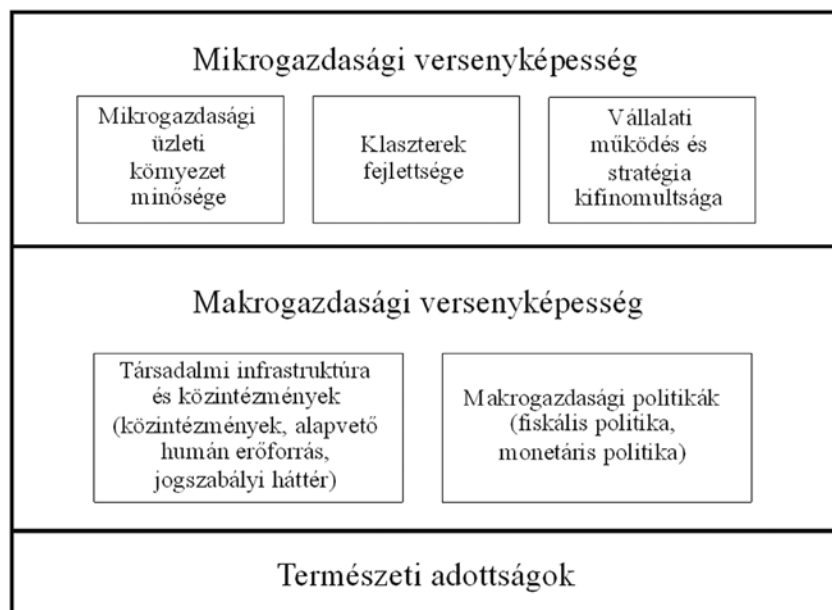 Mikrogazdasági versenyképesség
Mikrogazdasági
üzleti
környezet
minősége
Klaszterek
fejlettsége
Vállalati
működés és
stratégia
kifinomultsága
Makrogazdasági versenyképesség
Társadalmi infrastruktúra
és közintézmények
(közintézmények, alapvető
humán erőforrás,
jogszabályi háttér)
Makrogazdasági politikák
(fiskális politika,
monetáris politika)
Természeti adottságok